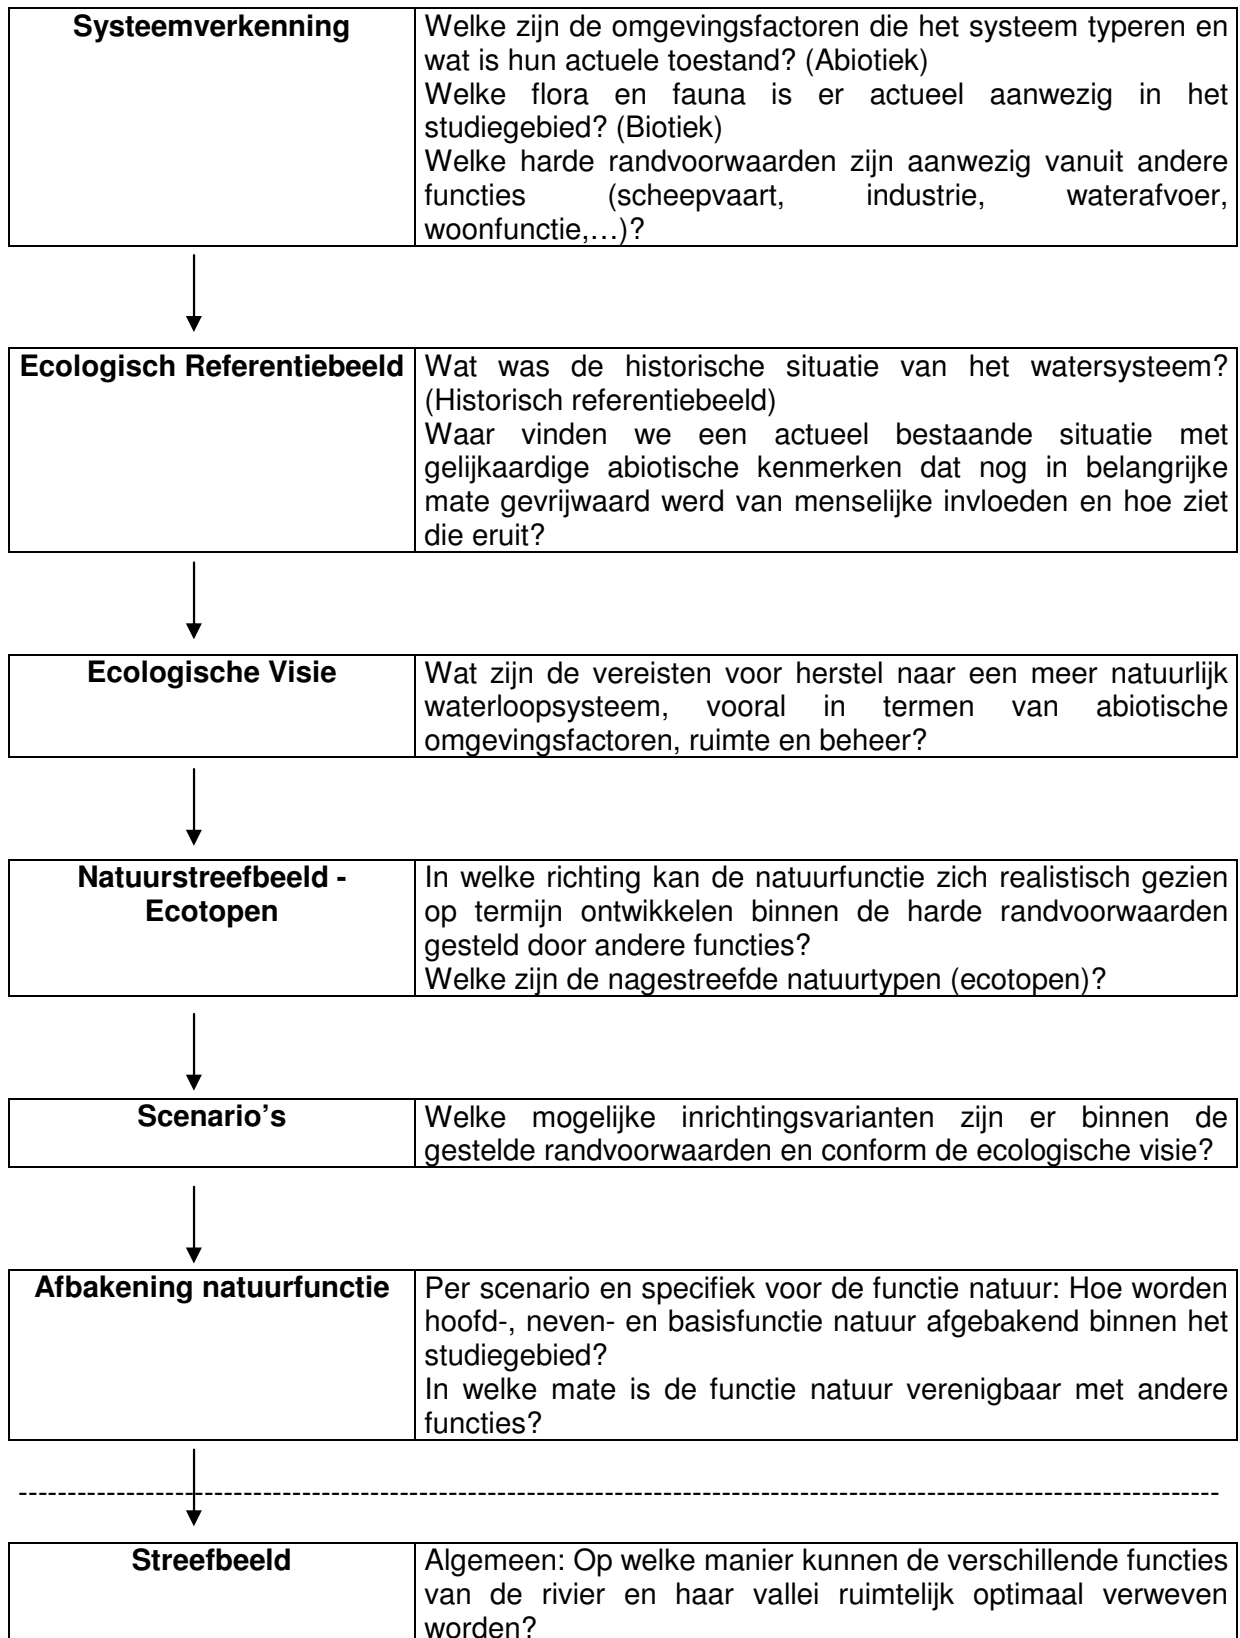 Systeemverkenning
Welke zijn de omgevingsfactoren die het systeem typeren en
wat is hun actuele toestand? (Abiotiek)
Welke flora en fauna is er actueel aanwezig in het
studiegebied? (Biotiek)
Welke harde randvoorwaarden zijn aanwezig vanuit andere
functies (scheepvaart, industrie, waterafvoer,
woonfunctie,…)?
Ecologisch Referentiebeeld
Wat was de historische situatie van het watersysteem?
(Historisch referentiebeeld)
Waar vinden we een actueel bestaande situatie met
gelijkaardige abiotische kenmerken dat nog in belangrijke
mate gevrijwaard werd van menselijke invloeden en hoe ziet
die eruit?
Ecologische Visie
Wat zijn de vereisten voor herstel naar een meer natuurlijk
waterloopsysteem, vooral in termen van abiotische
omgevingsfactoren, ruimte en beheer?
Natuurstreefbeeld -
Ecotopen
In welke richting kan de natuurfunctie zich realistisch gezien
op termijn ontwikkelen binnen de harde randvoorwaarden
gesteld door andere functies?
Welke zijn de nagestreefde natuurtypen (ecotopen)?
Scenario’s
Welke mogelijke inrichtingsvarianten zijn er binnen de
gestelde randvoorwaarden en conform de ecologische visie?
Afbakening natuurfunctie
Per scenario en specifiek voor de functie natuur: Hoe worden
hoofd-, neven- en basisfunctie natuur afgebakend binnen het
studiegebied?
In welke mate is de functie natuur verenigbaar met andere
functies?
Streefbeeld
Algemeen: Op welke manier kunnen de verschillende functies
van de rivier en haar vallei ruimtelijk optimaal verweven
worden?